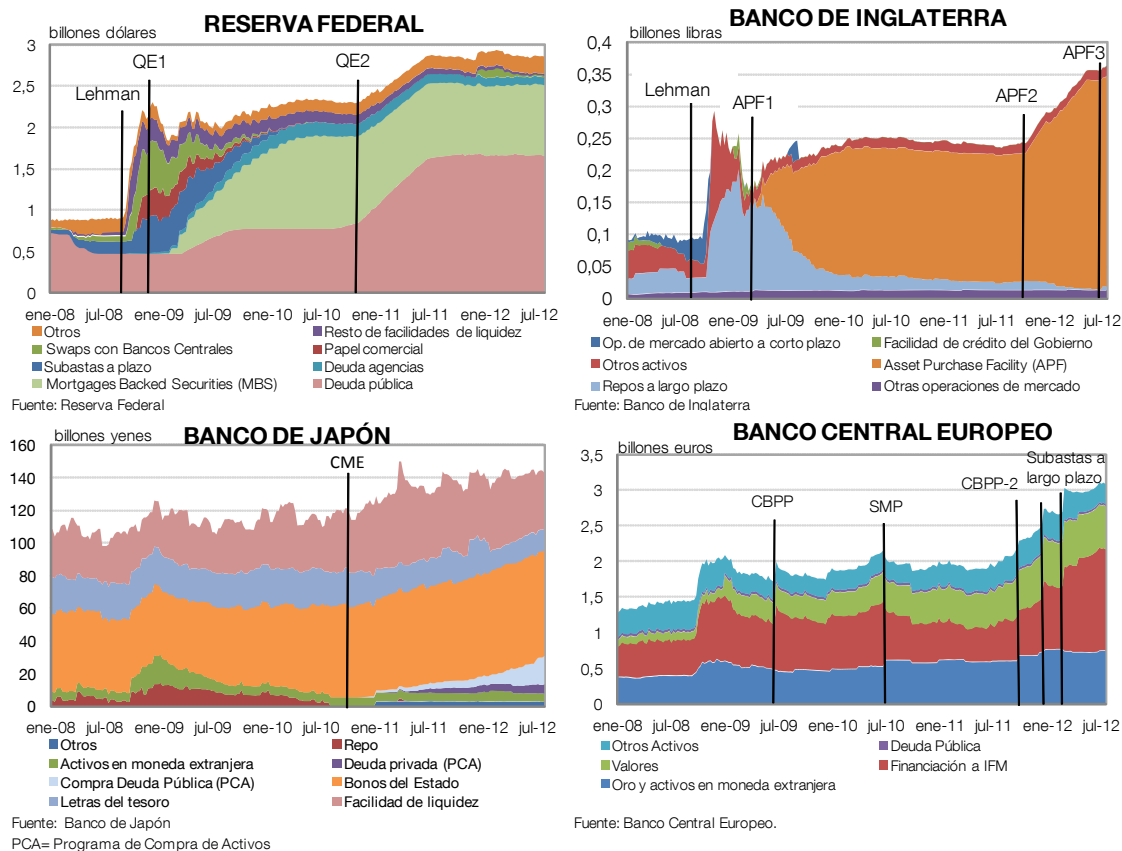 RESERVA FEDERAL
billones dólares
3
2,5
2
1,5
1
0,5
0
Lehman
QE1
QE2
ene-08 jul-08 ene-09 jul-09 ene-10 jul-10 ene-11 jul-11 ene-12 jul-12
Otros
Resto de facilidades de liquidez
Swaps con Bancos Centrales
Papel comercial
Subastas a plazo
Deuda agencias
Mortgages Backed Securities (MBS)
Deuda pública
Fuente: Reserva Federal
BANCO DE INGLATERRA
billones libras
0,4
0,35
0,3
0,25
0,2
0,15
0,1
0,05
0
Lehman
APF1
APF2
APF3
ene-08 jul-08 ene-09 jul-09 ene-10 jul-10 ene-11 jul-11 ene-12 jul-12
Op. de mercado abierto a corto plazo
Facilidad de crédito del Gobierno
Otros activos
Asset Purchase Facility (APF)
Repos a largo plazo
Otras operaciones de mercado
Fuente: Banco de Inglaterra
BANCO DE JAPÓN
billones yenes
160
140
120
100
80
60
40
20
0
CME
ene-08 jul-08 ene-09 jul-09 ene-10 jul-10 ene-11 jul-11 ene-12 jul-12
Otros
Repo
Activos en moneda extranjera
Deuda privada (PCA)
Compra Deuda Pública (PCA)
Bonos del Estado
Letras del tesoro
Facilidad de liquidez
Fuente: Banco de Japón
PCA= Programa de Compra de Activos
BANCO CENTRAL EUROPEO
billones euros
3,5
3
2,5
2
1,5
1
0,5
0
CBPP
SMP
CBPP-2
Subastas a
largo plazo
ene-08 jul-08 ene-09 jul-09 ene-10 jul-10 ene-11 jul-11 ene-12 jul-12
Otros Activos
Deuda Pública
Valores
Financiación a IFM
Oro y activos en moneda extranjera
Fuente: Banco Central Europeo.